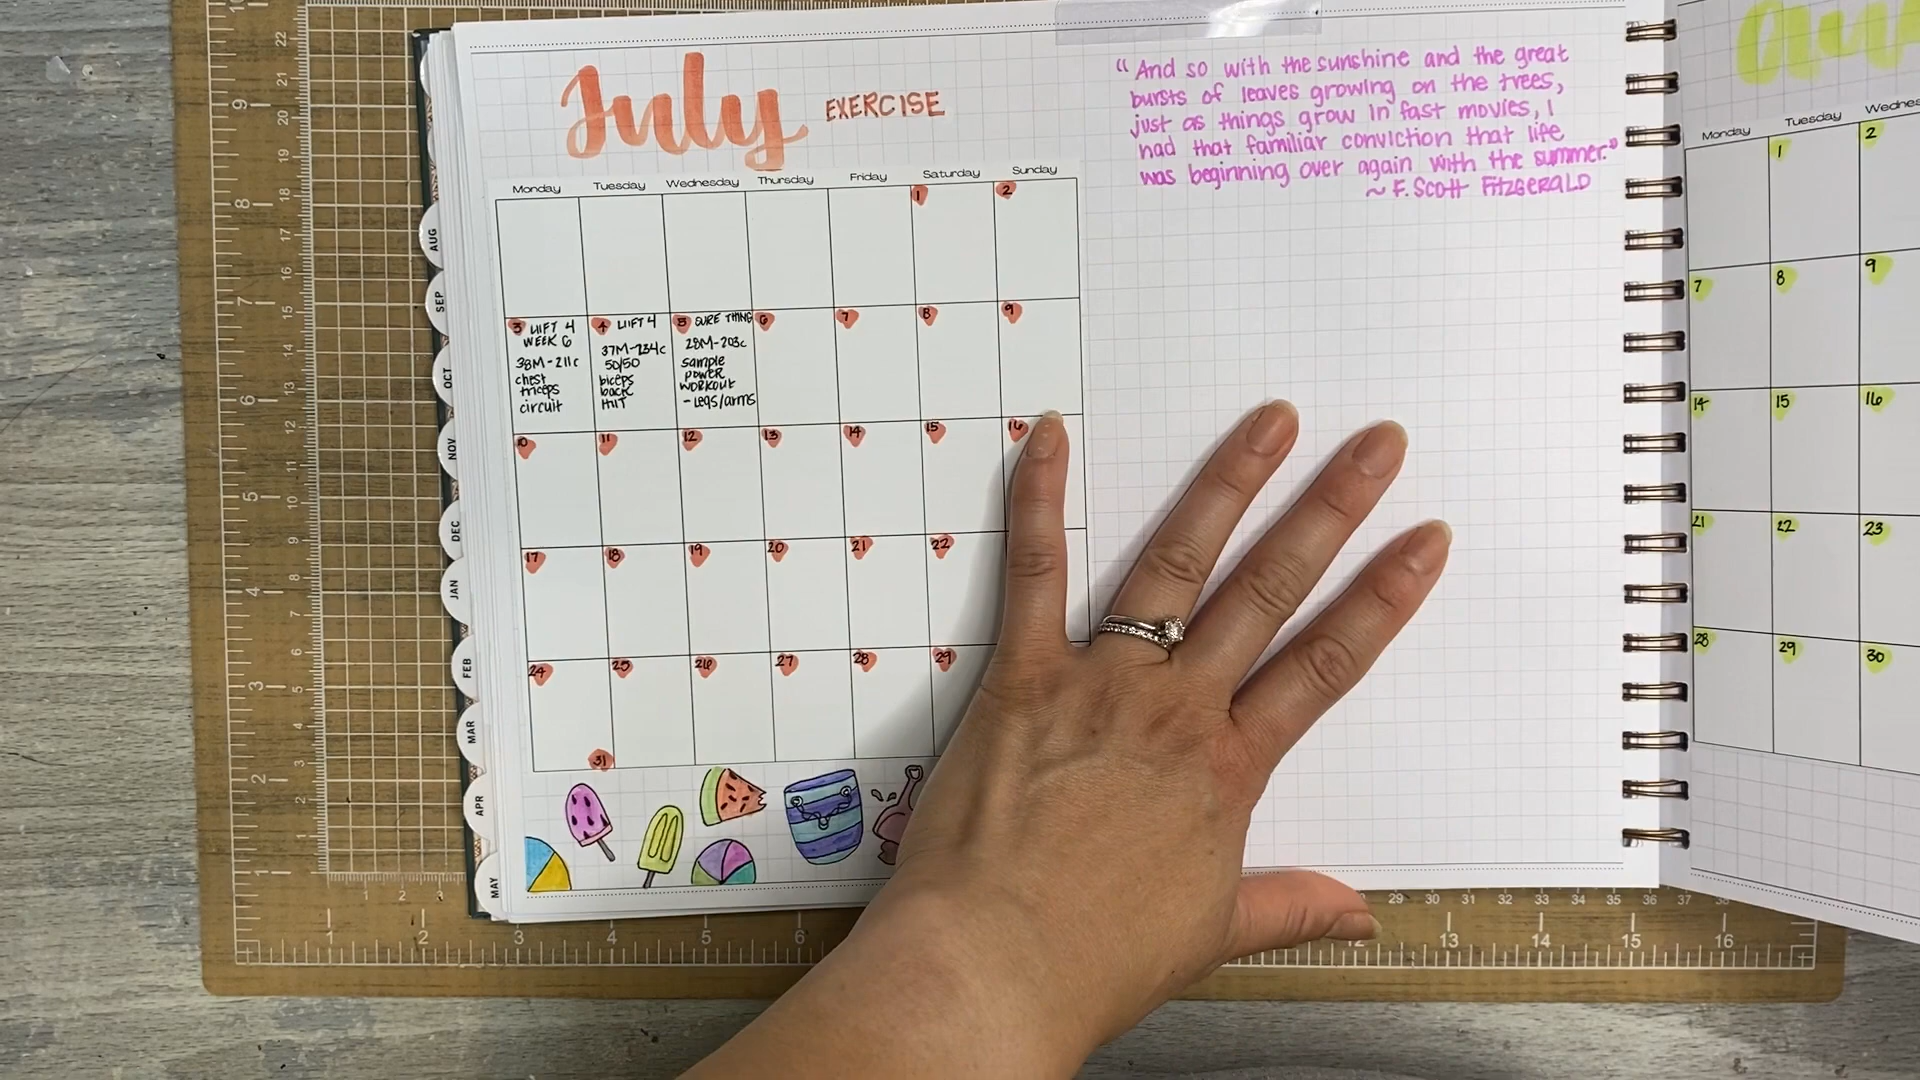 July EXERCISE
Monday Tuesday Wednesday Thursday Friday Saturday Sunday
1 2
3 LIIFT 4 WEEK 6 38M-211c chest triceps circuit
4 LIIFT 4 37M-234c 50/50 biceps back HIIT
5 SURE THING 28M-203c sample power workout - legs/arms
6 7 8 9
10 11 12 13 14 15 16
17 18 19 20 21 22
24 25 26 27 28 29
31
"And so with the sunshine and the great
bursts of leaves growing on the trees,
just as things grow in fast movies, I
had that familiar conviction that life
was beginning over again with the summer."
~ F. Scott Fitzgerald
Monday Tuesday
1 2
7 8 9
14 15 16
21 22 23
28 29 30
AUG
SEP
OCT
NOV
DEC
JAN
FEB
MAR
APR
MAY